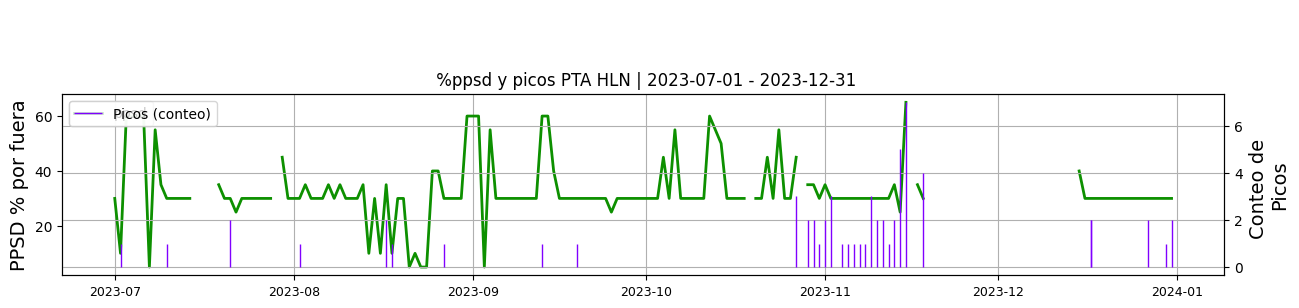 %ppsd y picos PTA HLN | 2023-07-01 - 2023-12-31
Picos (conteo)
PPSD % por fuera
60
40
20
Conteo de
Picos
6
4
2
0
2023-07
2023-08
2023-09
2023-10
2023-11
2023-12
2024-01